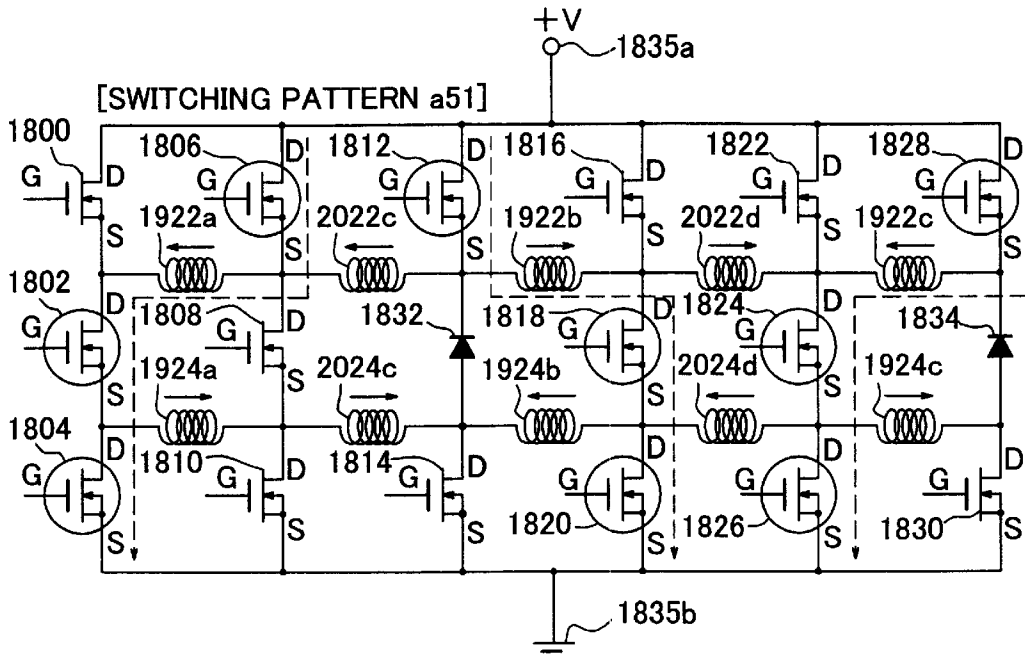 +V
1835a
[SWITCHING PATTERN a51]
1800 1806 1812 1816 1822 1828
G D G D G D G D G D G D
S S S S S S
1922a 2022c 1922b 2022d 1922c
1802 1808 1832 1818 1824 1834
G D G D G D G D
S S S S
1924a 2024c 1924b 2024d 1924c
1804 1810 1814 1820 1826 1830
G D G D G D G D G D G D
S S S S S S
1835b